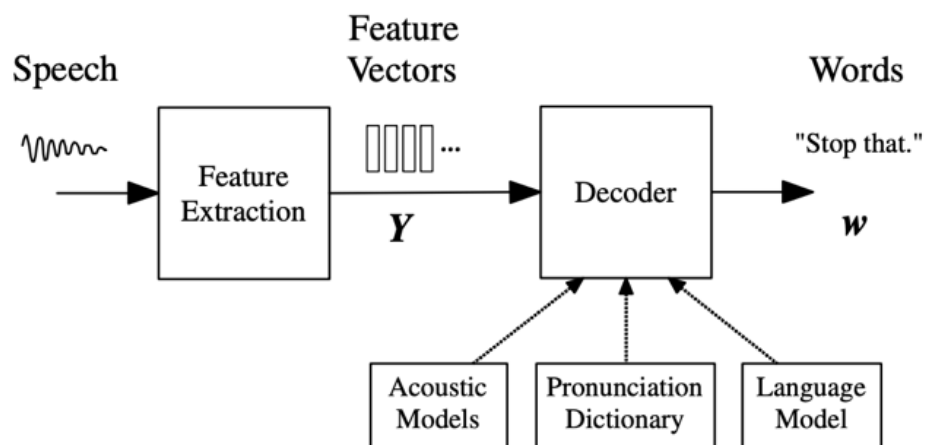 Speech
Feature
Vectors
Words
Feature
Extraction
...
Y
Decoder
"Stop that."
w
Acoustic
Models
Pronunciation
Dictionary
Language
Model